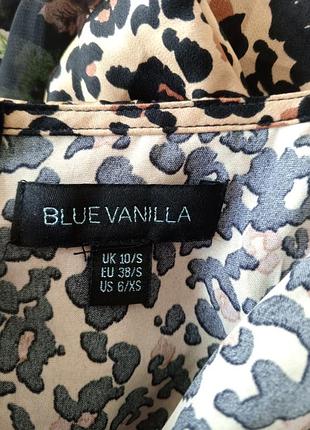 BLUE VANILLA
UK 10/S
EU 38/S
US 6/XS